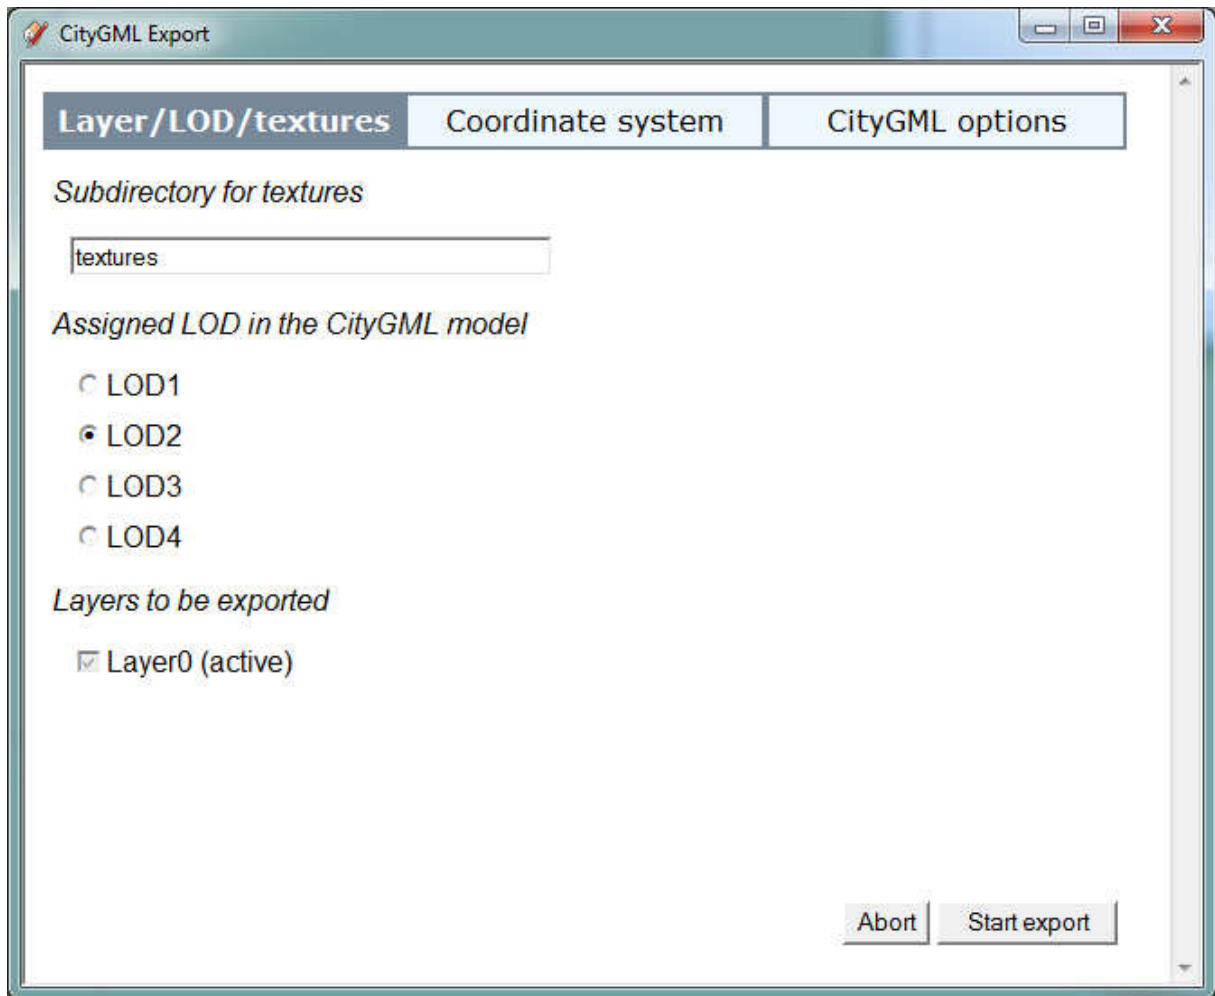 CityGML Export
Layer/LOD/textures Coordinate system CityGML options
Subdirectory for textures
textures
Assigned LOD in the CityGML model
LOD1
LOD2
LOD3
LOD4
Layers to be exported
Layer0 (active)
Abort Start export